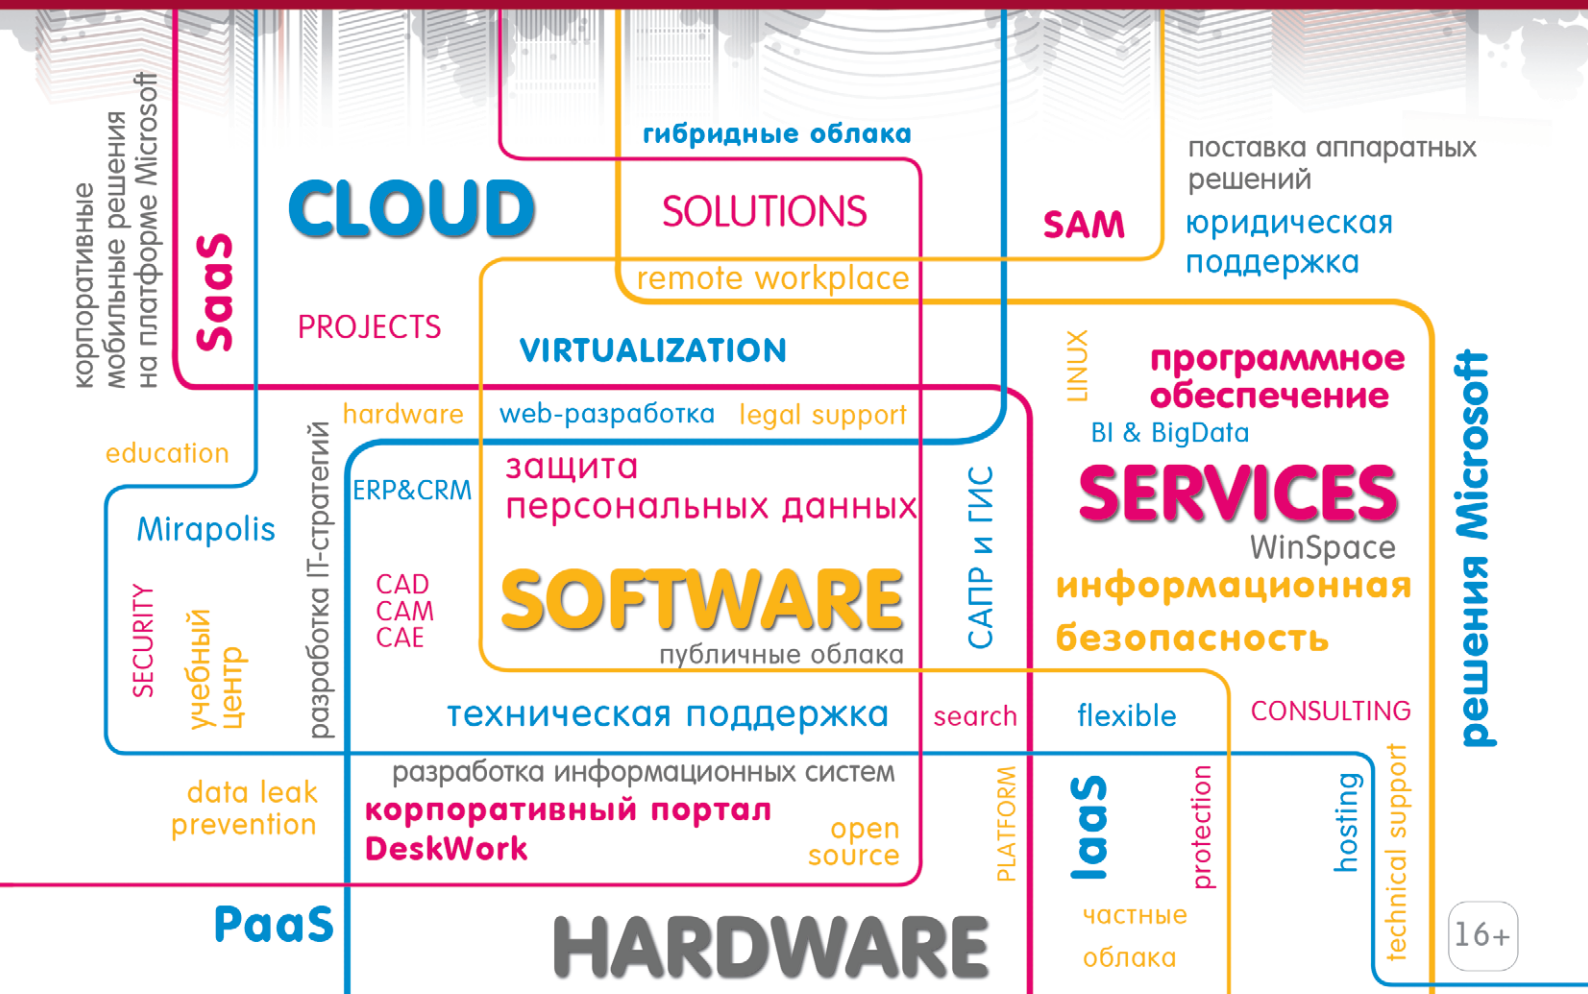 корпоративные
мобильные решения
на платформе Microsoft
SaaS
CLOUD
гибридные облака
SOLUTIONS
remote workplace
SAM
поставка аппаратных
решений
юридическая
поддержка
PROJECTS
VIRTUALIZATION
LINUX
программное
обеспечение
BI & BigData
SERVICES
WinSpace
информационная
безопасность
решения Microsoft
hardware
web-разработка
legal support
education
Mirapolis
SECURITY
учебный
центр
разработка IT-стратегий
ERP&CRM
защита
персональных данных
CAD
CAM
CAE
SOFTWARE
публичные облака
САПР и ГИС
техническая поддержка
search
flexible
CONSULTING
data leak
prevention
разработка информационных систем
корпоративный портал
DeskWork
open
source
PLATFORM
IaaS
protection
hosting
technical support
PaaS
HARDWARE
частные
облака
16+